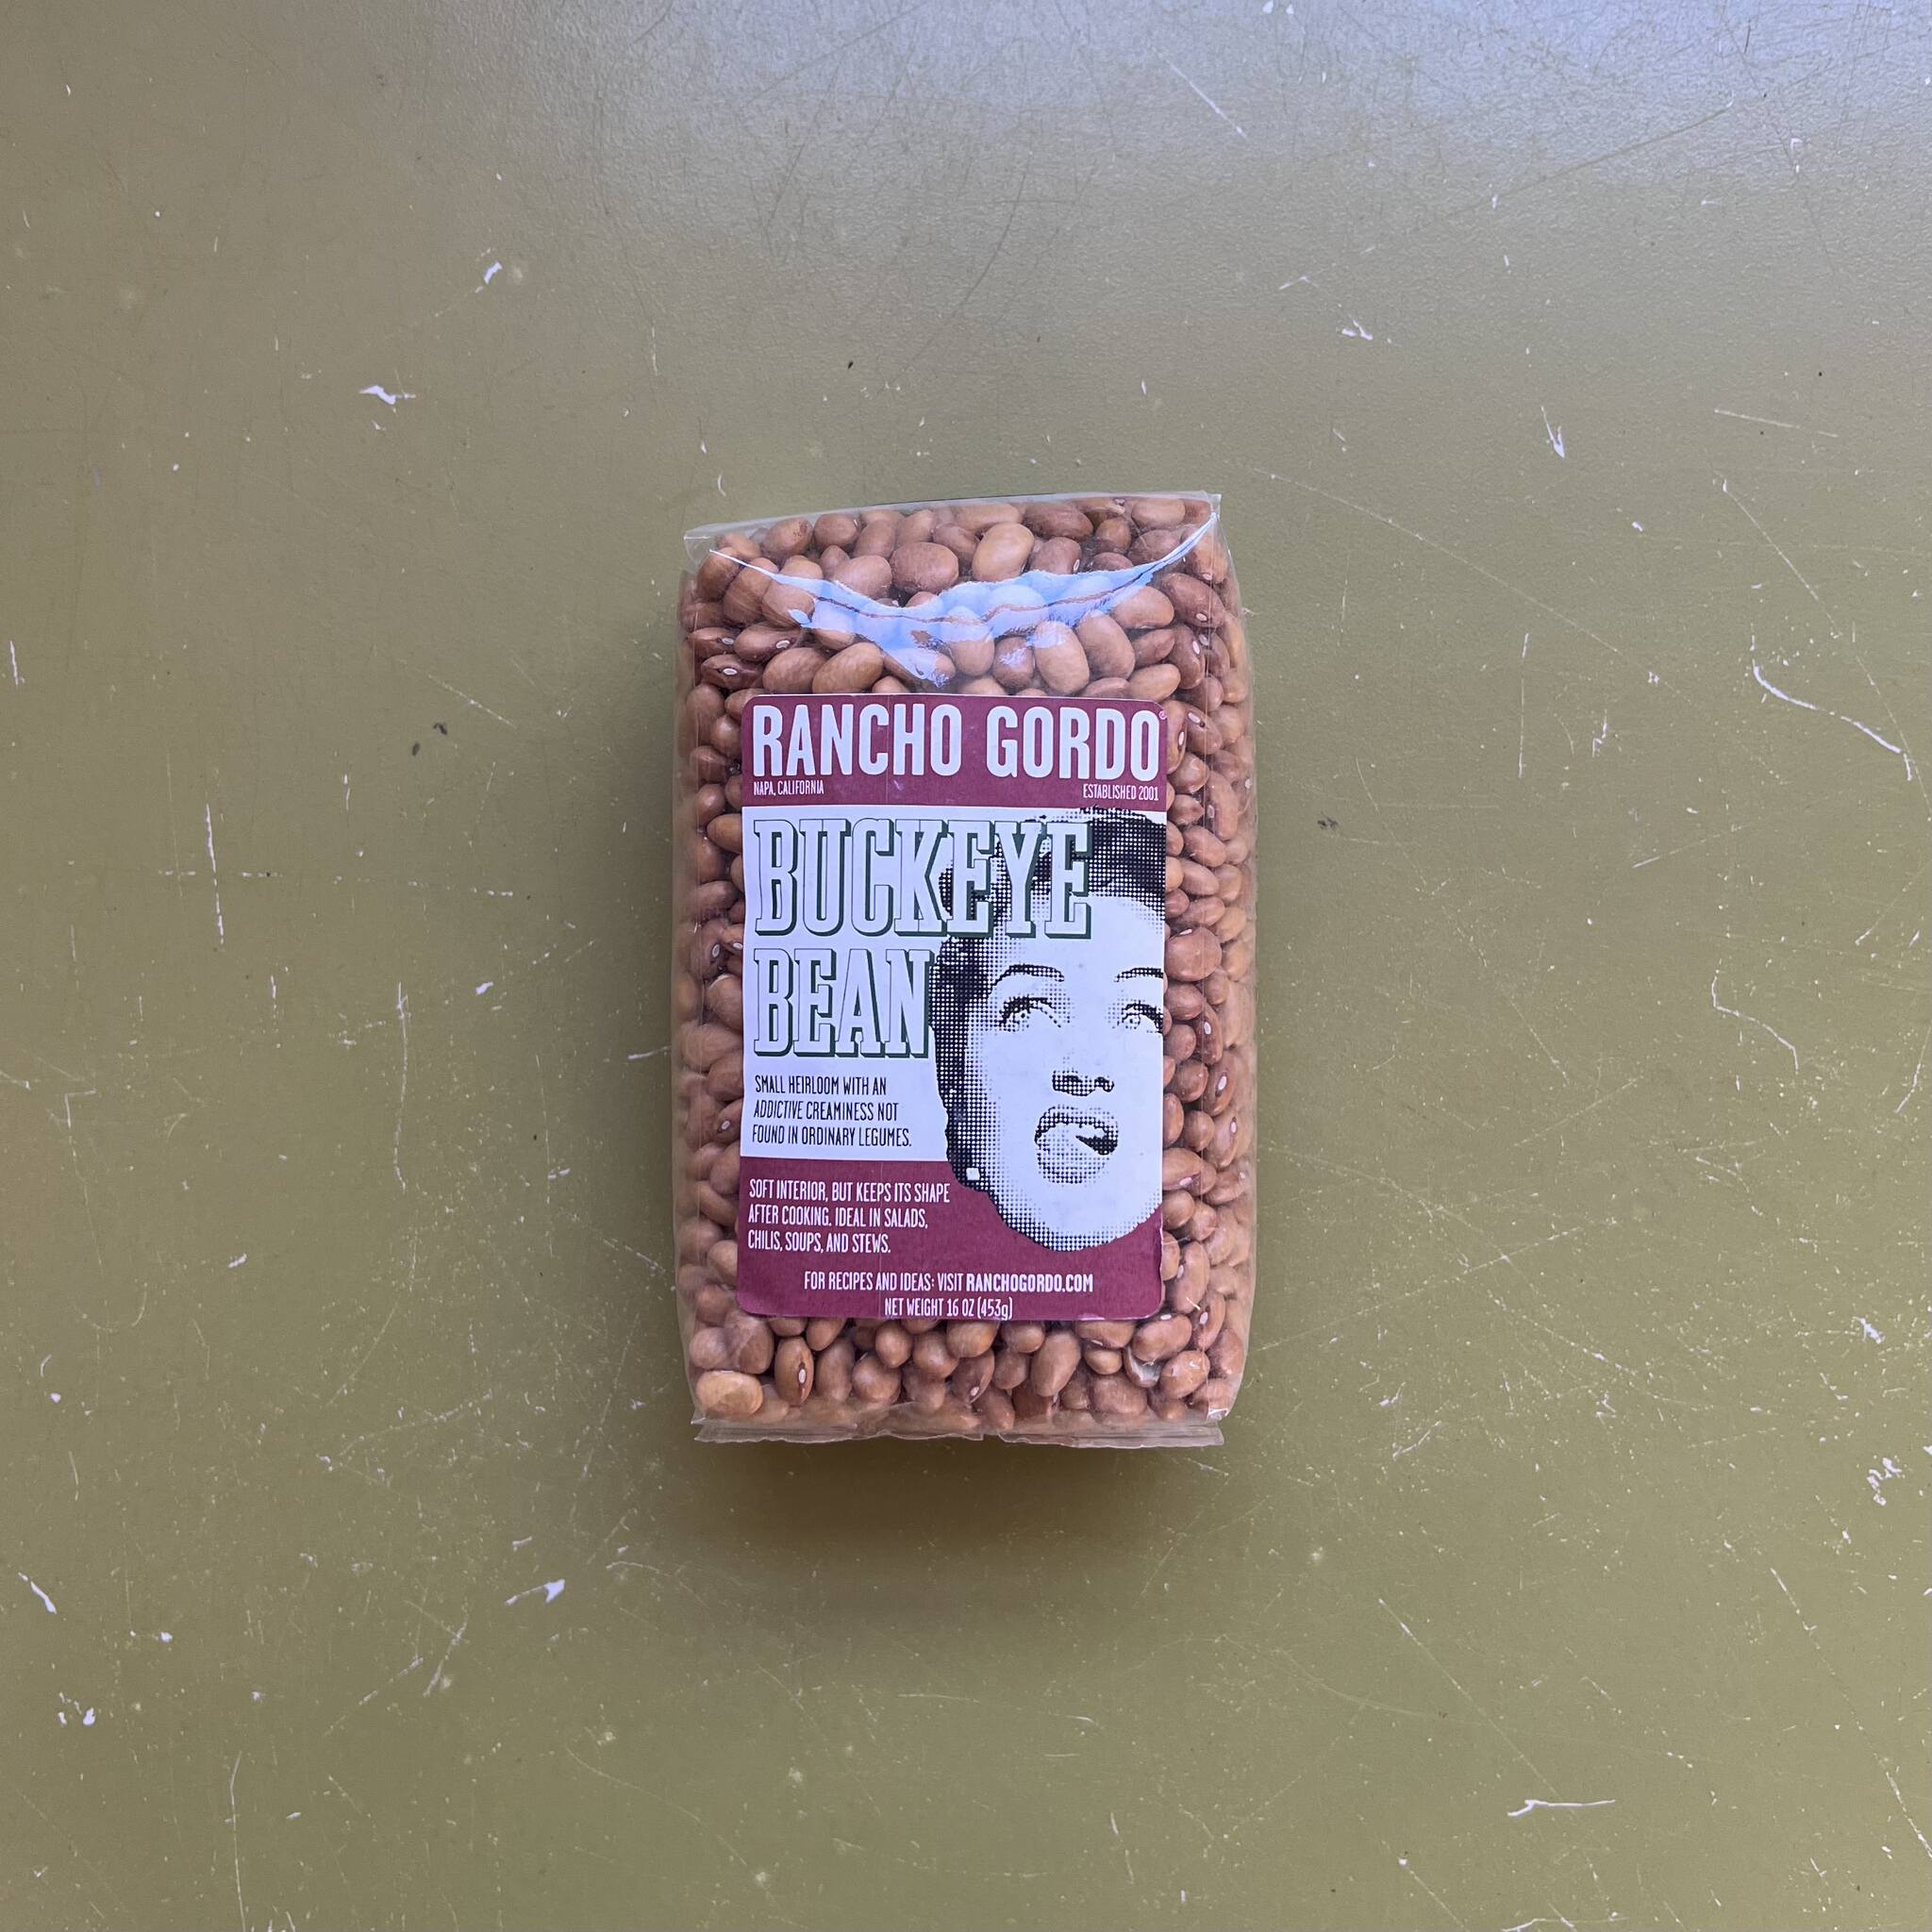 RANCHO GORDO®
NAPA, CALIFORNIA ESTABLISHED 2001
BUCKEYE
BEAN
SMALL HEIRLOOM WITH AN
ADDICTIVE CREAMINESS NOT
FOUND IN ORDINARY LEGUMES.
SOFT INTERIOR, BUT KEEPS ITS SHAPE
AFTER COOKING. IDEAL IN SALADS,
CHILIS, SOUPS, AND STEWS.
FOR RECIPES AND IDEAS: VISIT RANCHOGORDO.COM
NET WEIGHT 16 OZ (453g)